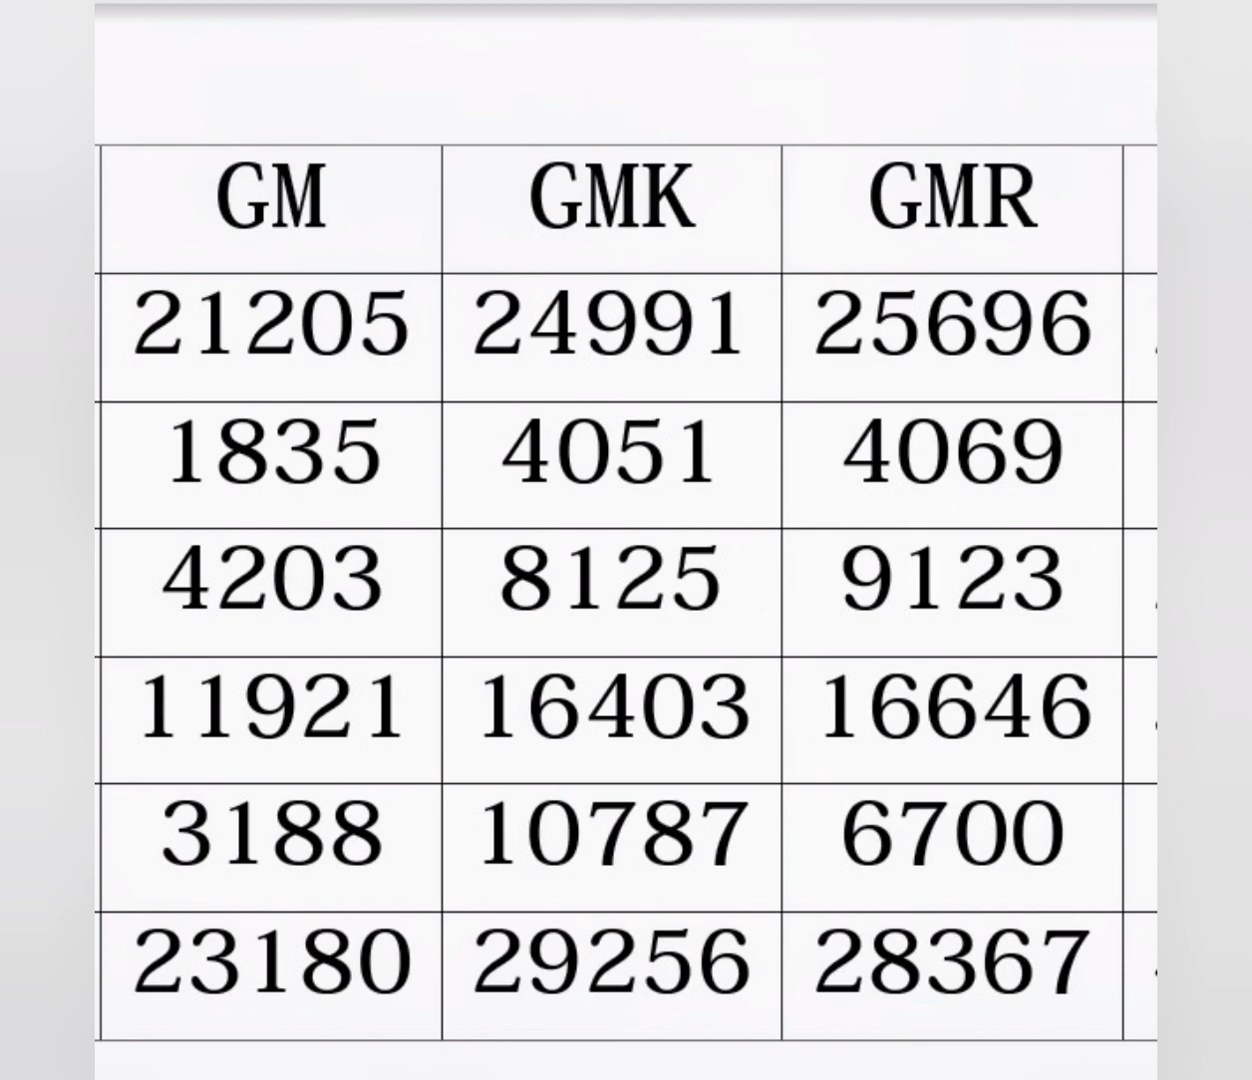 GM GMK GMR
21205 24991 25696
1835 4051 4069
4203 8125 9123
11921 16403 16646
3188 10787 6700
23180 29256 28367